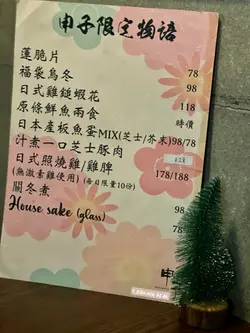 申子限定物語
蓮脆片
福袋烏冬 78
日式雞鎚蝦花 98
原條鮮魚兩食 118
日本產板魚蛋MIX(芝士/芥末) 時價
汁煮一口芝士豚肉 98/78
日式照燒雞/雞髀
(無激素雞使用)(每日限量10份) 178/188
關冬煮
House sake (glass) 98
78
申